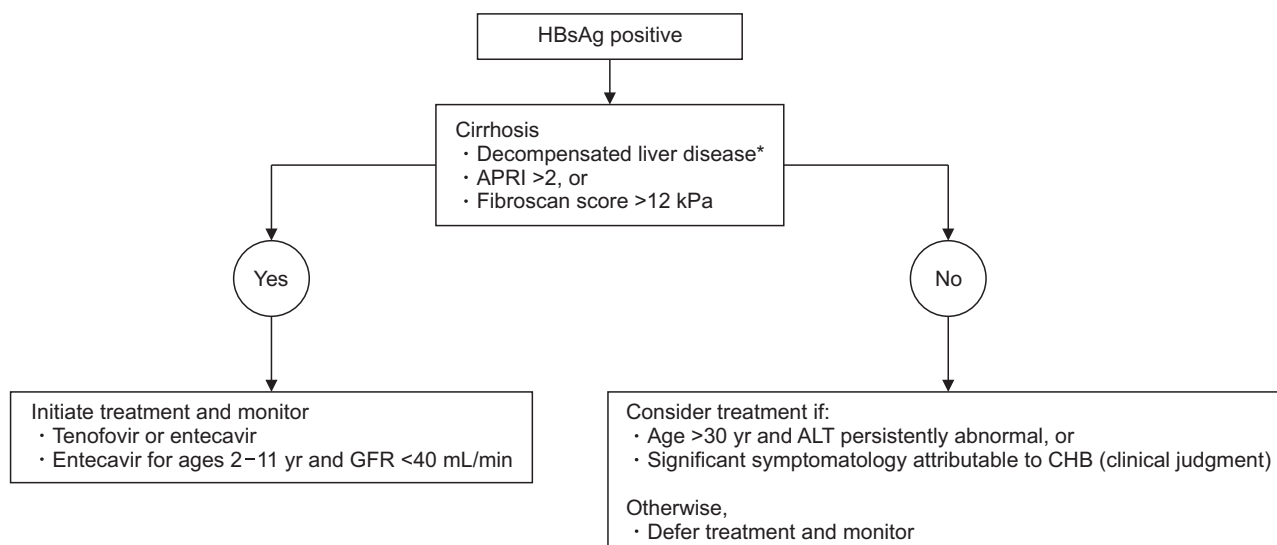 HBsAg positive
Cirrhosis
· Decompensated liver disease*
· APRI >2, or
· Fibroscan score >12 kPa
Yes
No
Initiate treatment and monitor
· Tenofovir or entecavir
· Entecavir for ages 2−11 yr and GFR <40 mL/min
Consider treatment if:
· Age >30 yr and ALT persistently abnormal, or
· Significant symptomatology attributable to CHB (clinical judgment)
Otherwise,
· Defer treatment and monitor